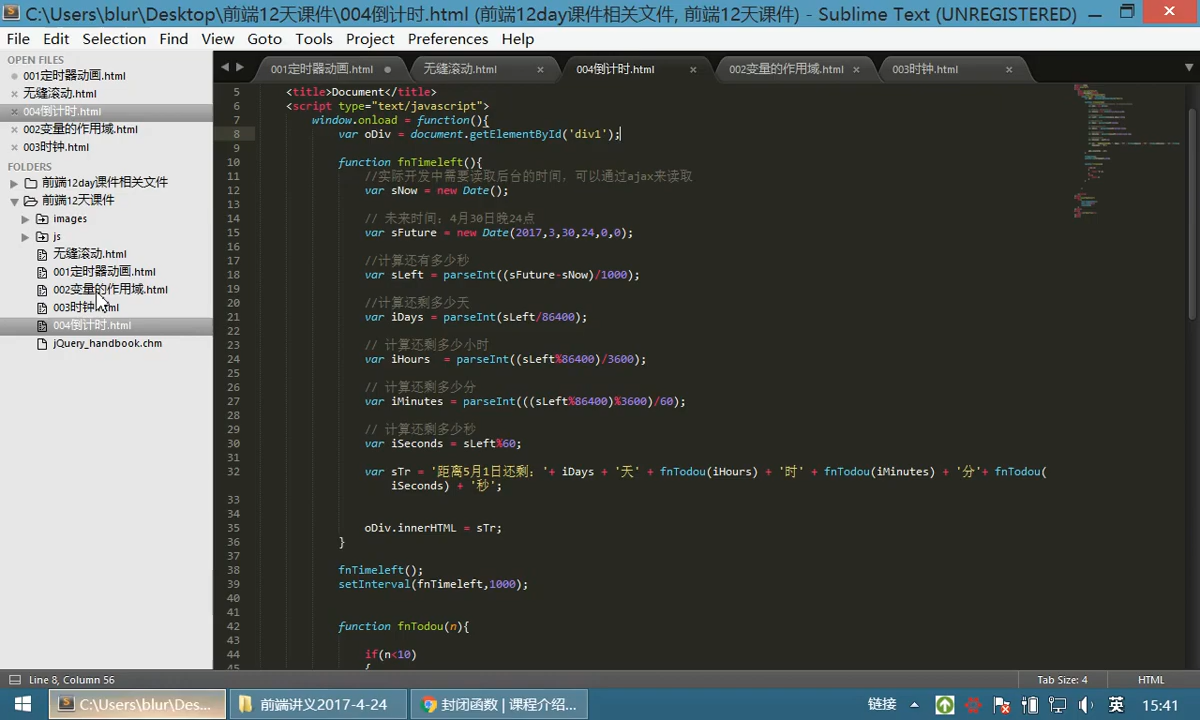 C:\Users\blur\Desktop\前端12天课件\004倒计时.html (前端12day课件相关文件, 前端12天课件) - Sublime Text (UNREGISTERED)
File Edit Selection Find View Goto Tools Project Preferences Help
OPEN FILES
001定时器动画.html
无缝滚动.html
004倒计时.html
002变量的作用域.html
003时钟.html
FOLDERS
前端12day课件相关文件
前端12天课件
images
js
无缝滚动.html
001定时器动画.html
002变量的作用域.html
003时钟.html
004倒计时.html
jQuery_handbook.chm
001定时器动画.html 无缝滚动.html 004倒计时.html 002变量的作用域.html 003时钟.html
5 <title>Document</title>
6 <script type="text/javascript">
7 window.onload = function(){
8 var oDiv = document.getElementById('div1');
9
10 function fnTimeleft(){
11 //实际开发中需要读取后台的时间，可以通过ajax来读取
12 var sNow = new Date();
13
14 // 未来时间：4月30日晚24点
15 var sFuture = new Date(2017,3,30,24,0,0);
16
17 //计算还有多少秒
18 var sLeft = parseInt((sFuture-sNow)/1000);
19
20 //计算还剩多少天
21 var iDays = parseInt(sLeft/86400);
22
23 // 计算还剩多少小时
24 var iHours  = parseInt((sLeft%86400)/3600);
25
26 // 计算还剩多少分
27 var iMinutes = parseInt(((sLeft%86400)%3600)/60);
28
29 // 计算还剩多少秒
30 var iSeconds = sLeft%60;
31
32 var sTr = '距离5月1日还剩：'+ iDays + '天' + fnTodou(iHours) + '时' + fnTodou(iMinutes) + '分'+ fnTodou(
iSeconds) + '秒';
33
34
35 oDiv.innerHTML = sTr;
36 }
37
38 fnTimeleft();
39 setInterval(fnTimeleft,1000);
40
41
42 function fnTodou(n){
43
44 if(n<10)
45 {
Line 8, Column 56 Tab Size: 4 HTML
C:\Users\blur\Des... 前端讲义2017-4-24 封闭函数 | 课程介绍... 链接 英 15:41